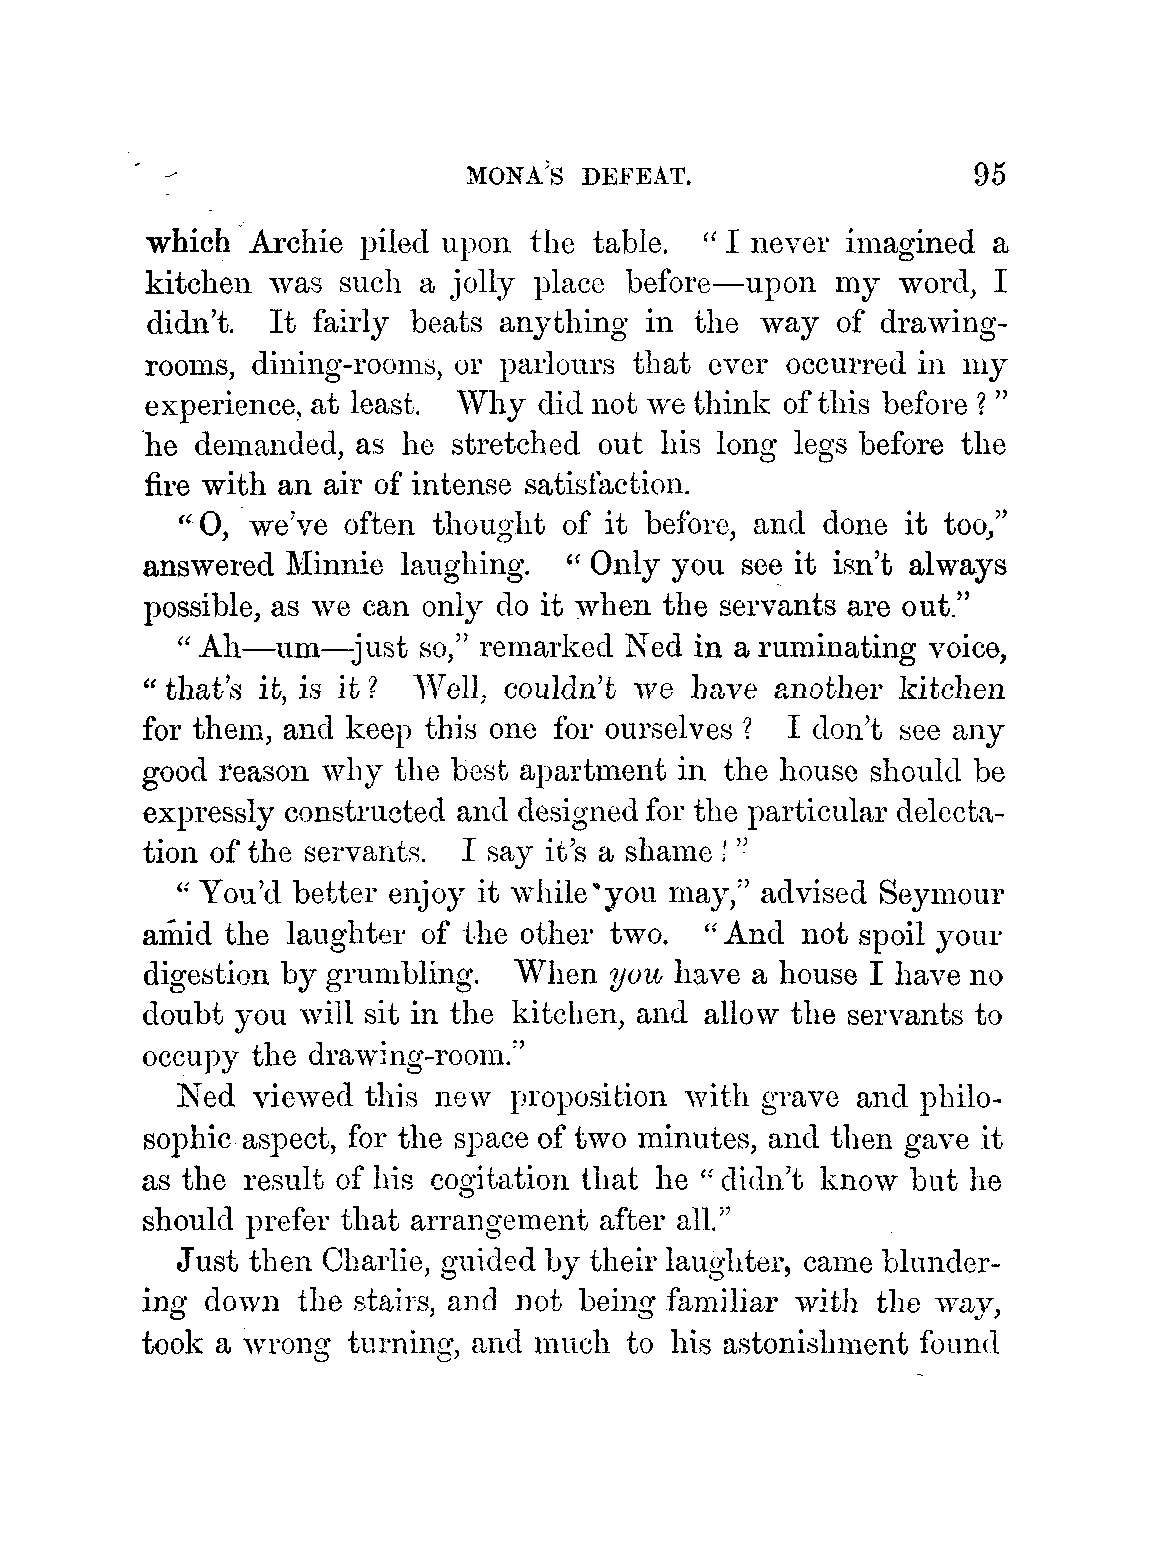 MONA'S DEFEAT. 95
which Archie piled upon the table. "I never imagined a
kitchen was such a jolly place before—upon my word, I
didn't. It fairly beats anything in the way of drawing-
rooms, dining-rooms, or parlours that ever occurred in my
experience, at least. Why did not we think of this before?"
he demanded, as he stretched out his long legs before the
fire with an air of intense satisfaction.
"O, we've often thought of it before, and done it too,"
answered Minnie laughing. "Only you see it isn't always
possible, as we can only do it when the servants are out."
"Ah—um—just so," remarked Ned in a ruminating voice,
"that's it, is it? Well, couldn't we have another kitchen
for them, and keep this one for ourselves? I don't see any
good reason why the best apartment in the house should be
expressly constructed and designed for the particular delecta-
tion of the servants. I say it's a shame!"
"You'd better enjoy it while you may," advised Seymour
amid the laughter of the other two. "And not spoil your
digestion by grumbling. When you have a house I have no
doubt you will sit in the kitchen, and allow the servants to
occupy the drawing-room."
Ned viewed this new proposition with grave and philo-
sophic aspect, for the space of two minutes, and then gave it
as the result of his cogitation that he "didn't know but he
should prefer that arrangement after all."
Just then Charlie, guided by their laughter, came blunder-
ing down the stairs, and not being familiar with the way,
took a wrong turning, and much to his astonishment found